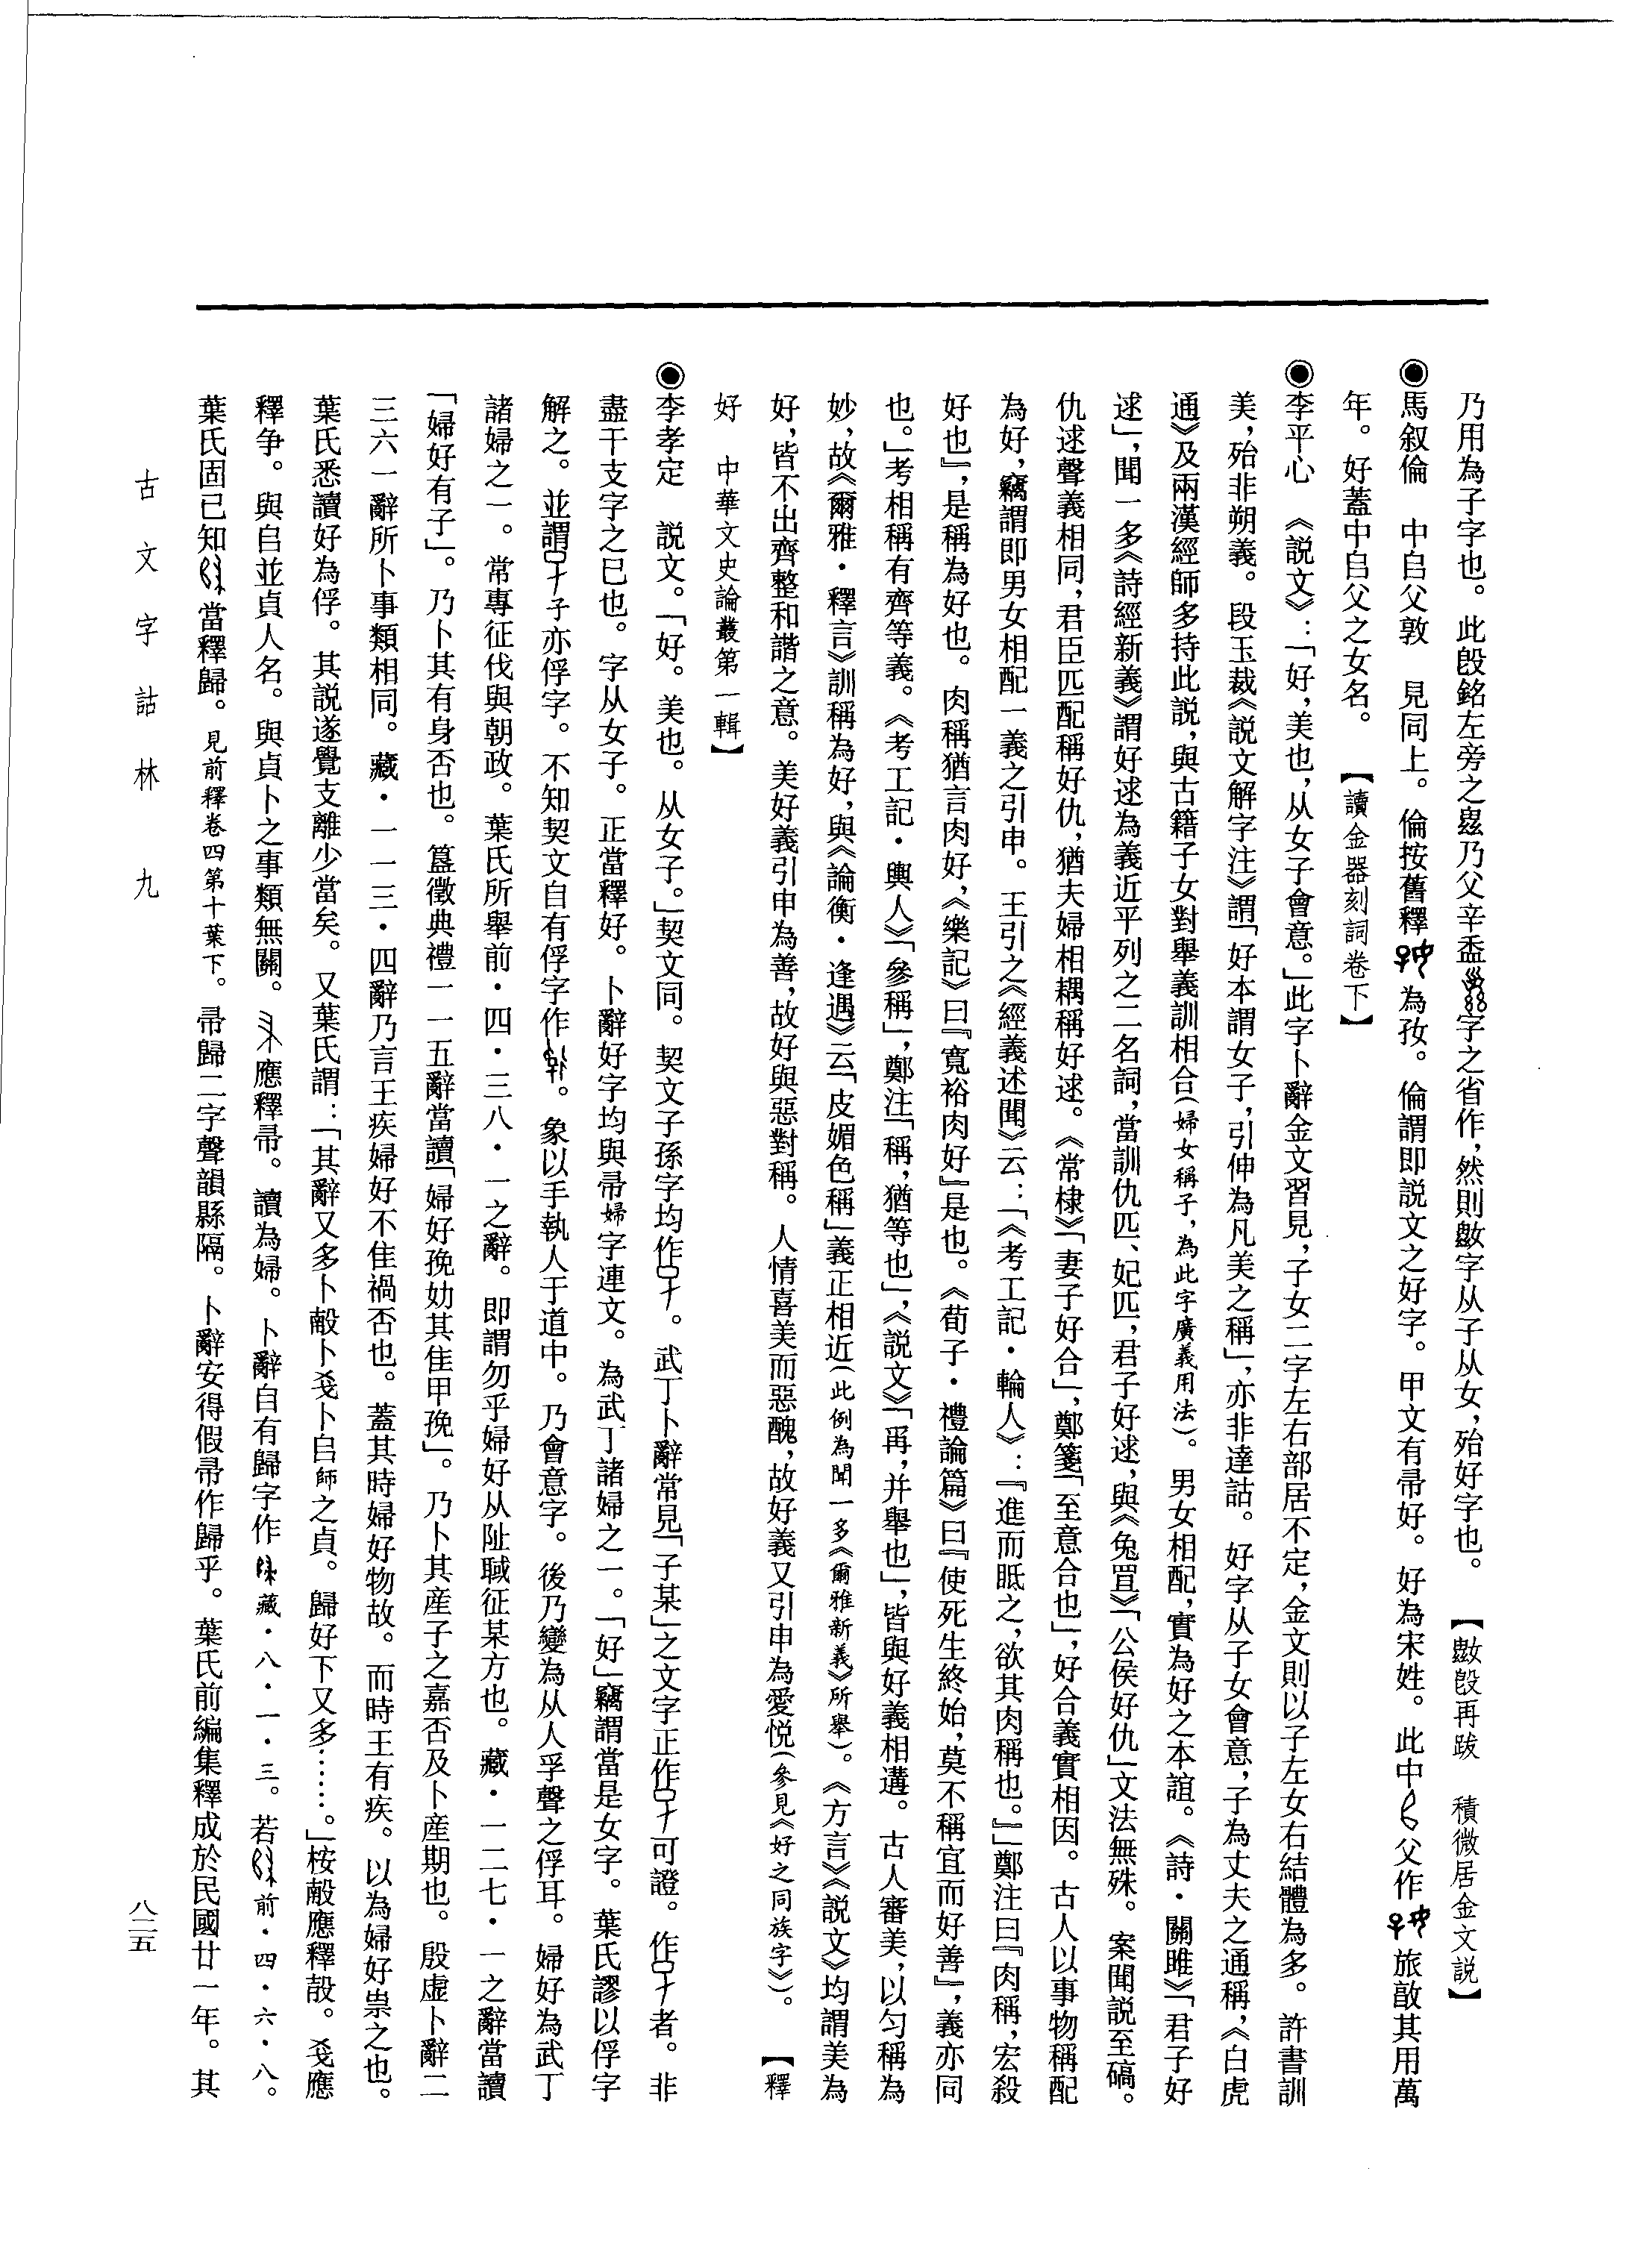 乃用為子字也。此𣪘銘左旁之㜽乃父辛盉字之省作，然則字从子从女，殆好字也。　【𣪘再跋　積微居金文説】
◉馬叙倫　中𠂤父敦　見同上。倫按舊釋為㚼。倫謂即説文之好字。甲文有帚好。好為宋姓。此中𠂤父作旅敨其用萬
年。好蓋中𠂤父之女名。　【讀金器刻詞卷下】
◉李平心　《説文》：「好，美也，从女子會意。」此字卜辭金文習見，子女二字左右部居不定，金文則以子左女右結體為多。許書訓
美，殆非朔義。段玉裁《説文解字注》謂「好本謂女子，引伸為凡美之稱」，亦非達詁。好字从子女會意，子為丈夫之通稱，《白虎
通》及兩漢經師多持此説，與古籍子女對舉義訓相合（婦女稱子，為此字廣義用法）。男女相配，實為好之本誼。《詩・關雎》「君子好
逑」，聞一多《詩經新義》謂好逑為義近平列之二名詞，當訓仇匹、妃匹，君子好逑，與《兔罝》「公侯好仇」文法無殊。案聞説至碻。
仇逑聲義相同，君臣匹配稱好仇，猶夫婦相耦稱好逑。《常棣》「妻子好合」，鄭箋「至意合也」，好合義實相因。古人以事物稱配
為好，竊謂即男女相配一義之引申。王引之《經義述聞》云：「《考工記・輪人》：『進而眂之，欲其肉稱也。』」鄭注曰『肉稱，宏殺
好也』，是稱為好也。肉稱猶言肉好，《樂記》曰『寬裕肉好』是也。《荀子・禮論篇》曰『使死生終始，莫不稱宜而好善』，義亦同
也。」考相稱有齊等義。《考工記・輿人》「參稱」，鄭注「稱，猶等也」，《説文》「爯，并舉也」，皆與好義相遘。古人審美，以勻稱為
妙，故《爾雅・釋言》訓稱為好，與《論衡・逢遇》云「皮媚色稱」義正相近（此例為聞一多《爾雅新義》所舉）。《方言》《説文》均謂美為
好，皆不出齊整和諧之意。美好義引申為善，故好與惡對稱。人情喜美而惡醜，故好義又引申為愛悦（參見《好之同族字》）。　【釋
好　中華文史論叢第一輯】
◉李孝定　説文。「好。美也。从女子。」契文同。契文子孫字均作。武丁卜辭常見「子某」之文字正作可證。作者。非
盡干支字之巳也。字从女子。正當釋好。卜辭好字均與帚婦字連文。為武丁諸婦之一。「好」竊謂當是女字。葉氏謬以俘字
解之。並謂子亦俘字。不知契文自有俘字作。象以手執人于道中。乃會意字。後乃變為从人孚聲之俘耳。婦好為武丁
諸婦之一。常專征伐與朝政。葉氏所舉前・四・三八・一之辭。即謂勿乎婦好从沚聝征某方也。藏・一二七・一之辭當讀
「婦好有子」。乃卜其有身否也。簋徵典禮一一五辭當讀「婦好挽妫其隹甲挽」。乃卜其産子之嘉否及卜産期也。殷虚卜辭二
三六一辭所卜事類相同。藏・一一三・四辭乃言王疾婦好不隹禍否也。蓋其時婦好物故。而時王有疾。以為婦好祟之也。
葉氏悉讀好為俘。其説遂覺支離少當矣。又葉氏謂：「其辭又多卜㱿卜𠬪卜𠂤師之貞。歸好下又多……。」桉㱿應釋㱿。𠬪應
釋争。與𠂤並貞人名。與貞卜之事類無關。應釋帚。讀為婦。卜辭自有歸字作藏・八・一・三。若前・四・六・八。
葉氏固已知當釋歸。見前釋卷四第十葉下。帚歸二字聲韻縣隔。卜辭安得假帚作歸乎。葉氏前編集釋成於民國廿一年。其
古文字詁林　九
八二五